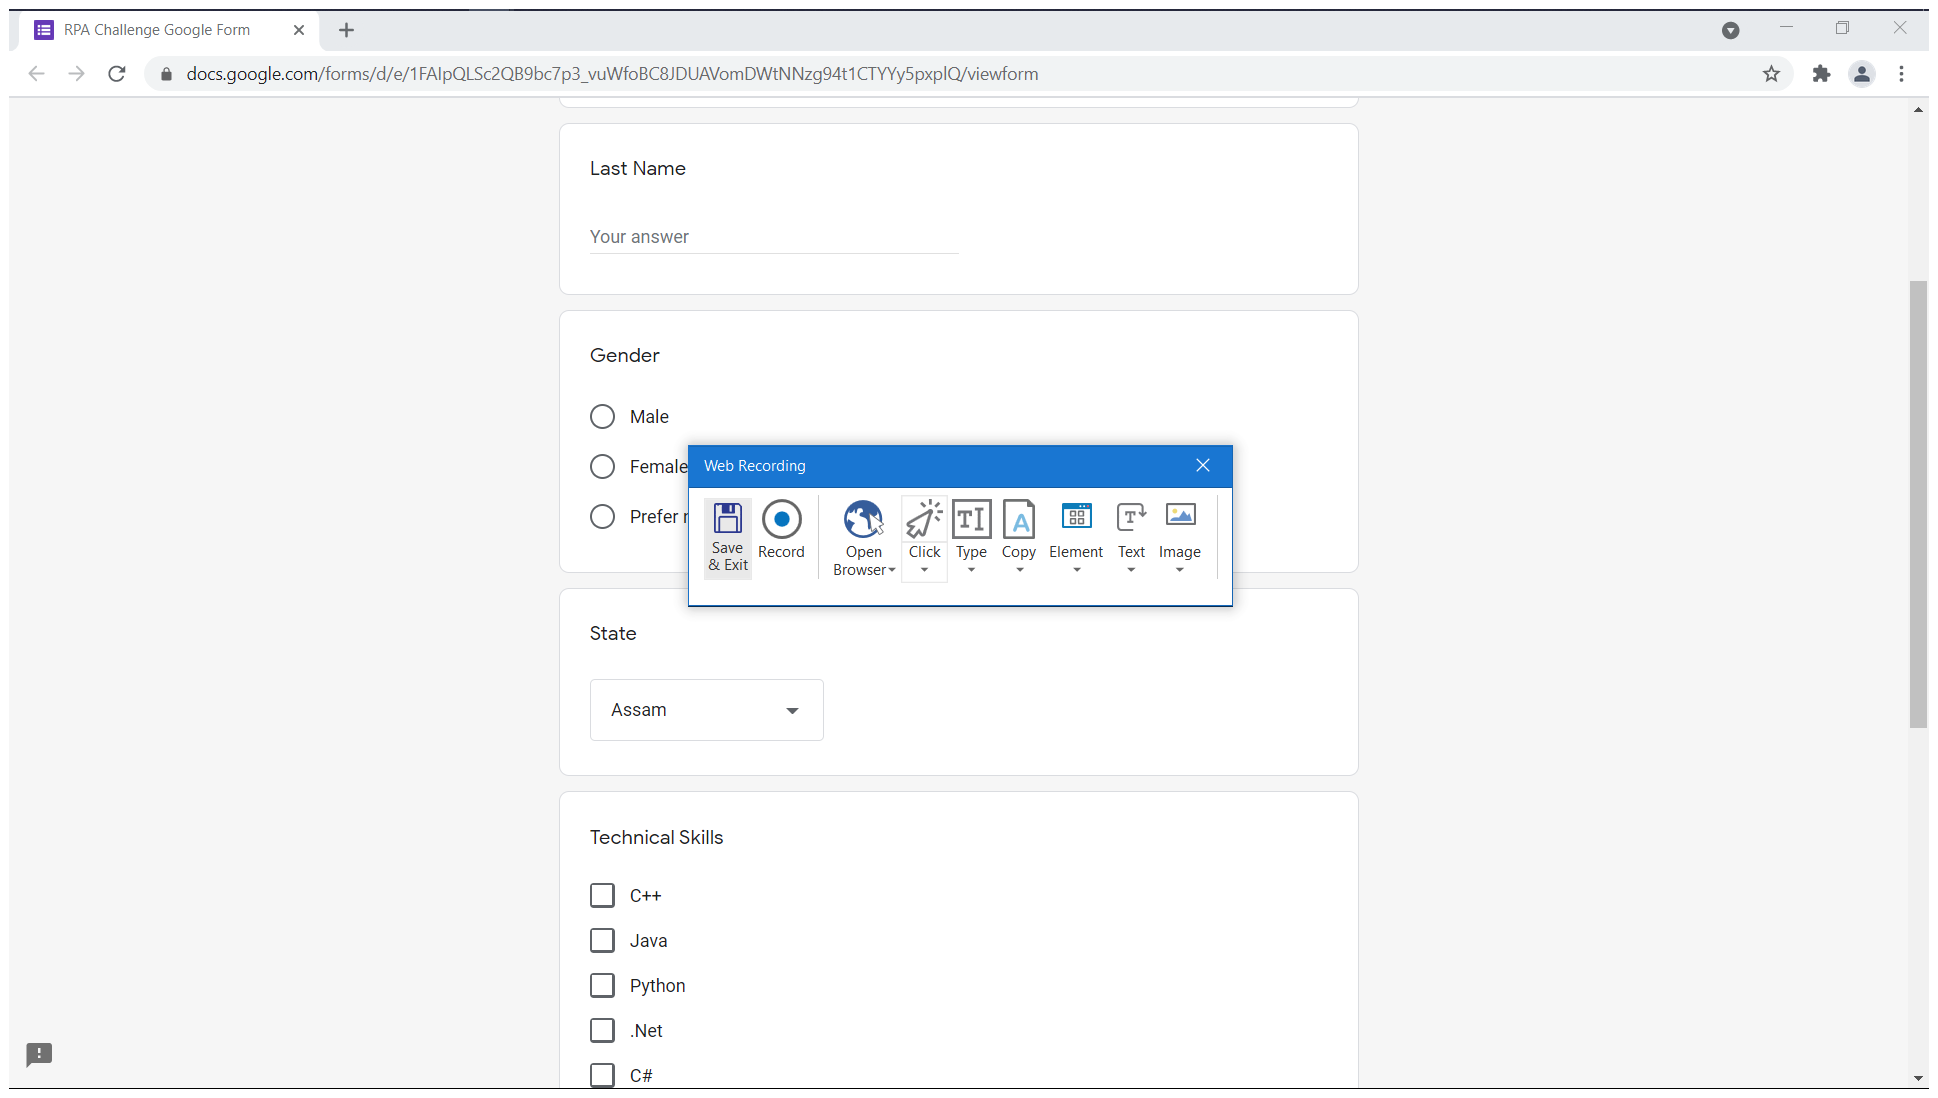 RPA Challenge Google Form
docs.google.com/forms/d/e/1FAIpQLSc2QB9bc7p3_vuWfoBC8JDUAVomDWtNNzg94t1CTYYy5pxplQ/viewform
Last Name
Your answer
Gender
Male
Female
Prefer
Web Recording
Save & Exit
Record
Open Browser
Click
Type
Copy
Element
Text
Image
State
Assam
Technical Skills
C++
Java
Python
.Net
C#